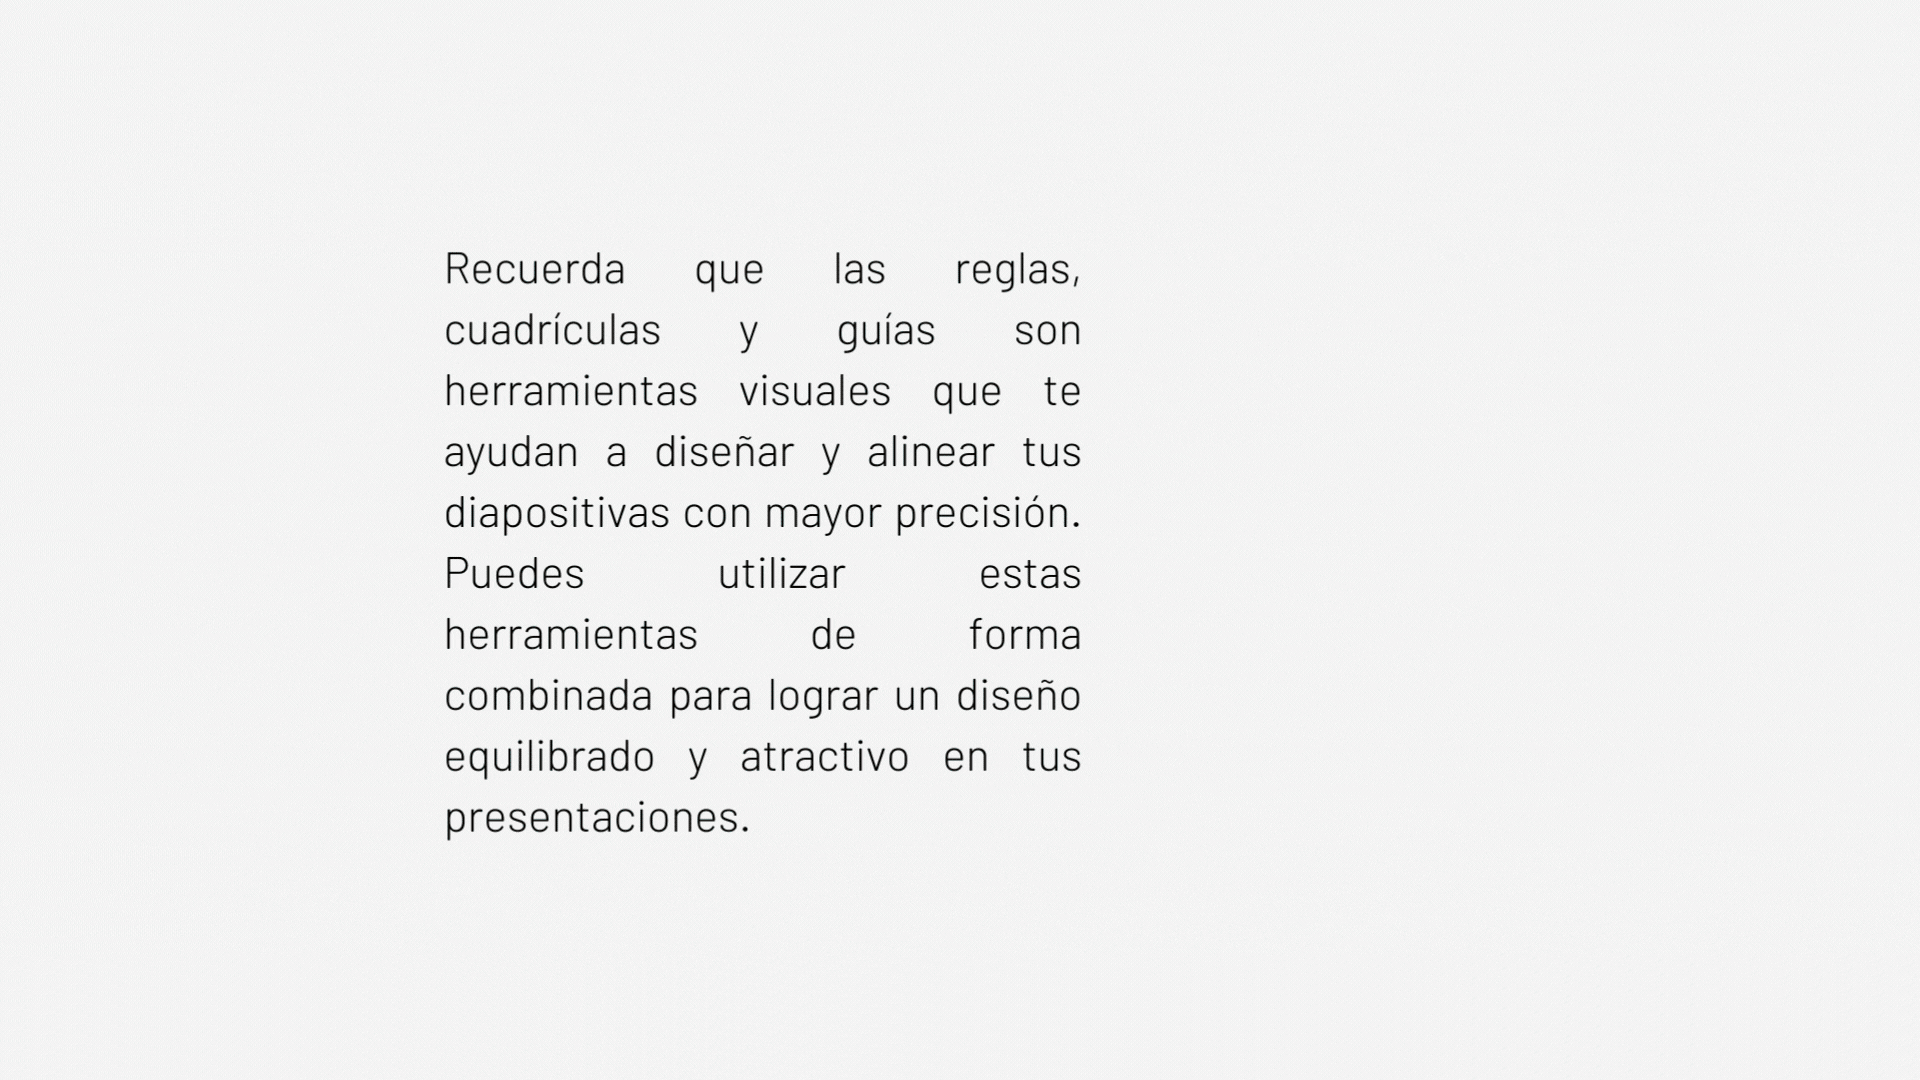 Recuerda que las reglas,
cuadrículas y guías son
herramientas visuales que te
ayudan a diseñar y alinear tus
diapositivas con mayor precisión.
Puedes utilizar estas
herramientas de forma
combinada para lograr un diseño
equilibrado y atractivo en tus
presentaciones.